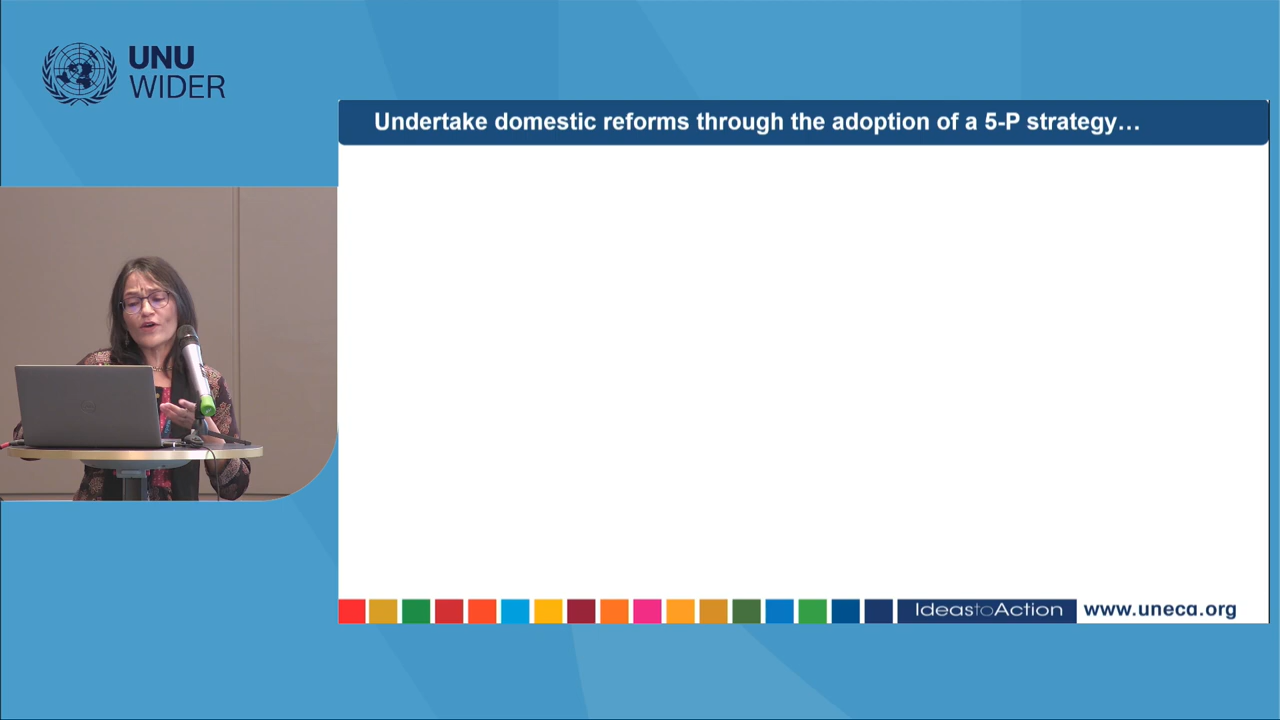 UNU
WIDER
Undertake domestic reforms through the adoption of a 5-P strategy…
IdeastoAction
www.uneca.org